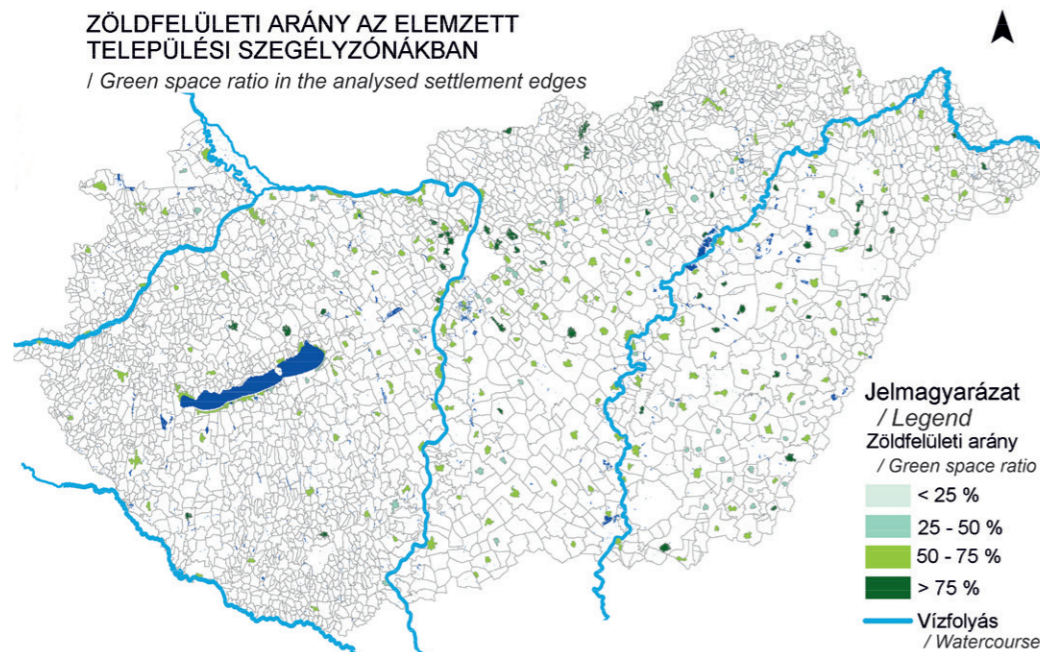 ZÖLDFELÜLETI ARÁNY AZ ELEMZETT
TELEPÜLÉSI SZEGÉLYZÓNÁKBAN
/ Green space ratio in the analysed settlement edges
Jelmagyarázat
/ Legend
Zöldfelületi arány
/ Green space ratio
< 25 %
25 - 50 %
50 - 75 %
> 75 %
Vízfolyás
/ Watercourse